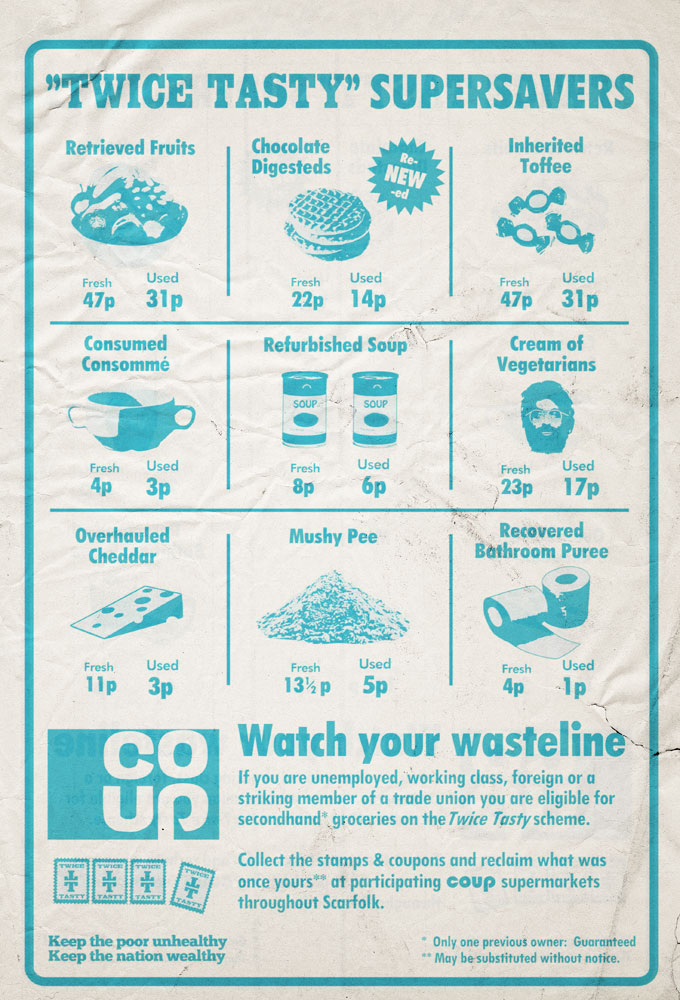 "TWICE TASTY" SUPERSAVERS
Retrieved Fruits
Fresh Used
47p 31p
Chocolate
Digesteds
Re-
NEW
-ed
Fresh Used
22p 14p
Inherited
Toffee
Fresh Used
47p 31p
Consumed
Consommé
Fresh Used
4p 3p
Refurbished Soup
SOUP SOUP
Fresh Used
8p 6p
Cream of
Vegetarians
Fresh Used
23p 17p
Overhauled
Cheddar
Fresh Used
11p 3p
Mushy Pee
Fresh Used
13½p 5p
Recovered
Bathroom Puree
Fresh Used
4p 1p
CO
UP
Watch your wasteline
If you are unemployed, working class, foreign or a
striking member of a trade union you are eligible for
secondhand* groceries on the Twice Tasty scheme.
TWICE TWICE TWICE TWICE
TT TT TT TT
TASTY TASTY TASTY TASTY
Collect the stamps & coupons and reclaim what was
once yours** at participating coup supermarkets
throughout Scarfolk.
Keep the poor unhealthy
Keep the nation wealthy
* Only one previous owner: Guaranteed
** May be substituted without notice.